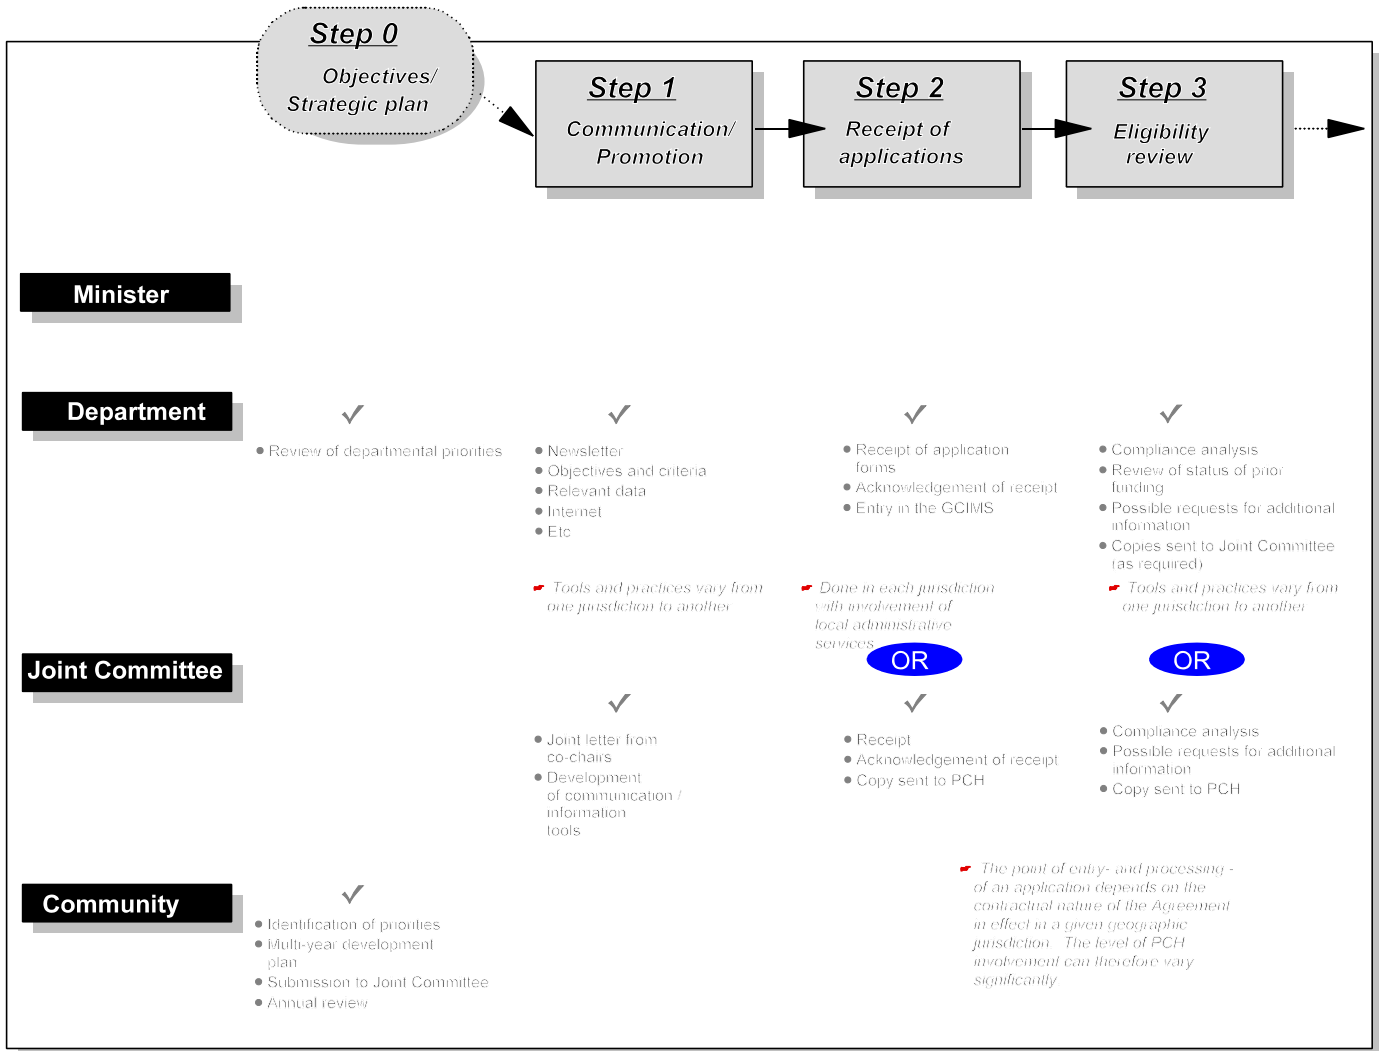 Step 0
Objectives/
Strategic plan
Step 1
Communication/
Promotion
Step 2
Receipt of
applications
Step 3
Eligibility
review
Minister
Department
Review of departmental priorities
Newsletter
Objectives and criteria
Relevant data
Internet
Etc
Tools and practices vary from
one jurisdiction to another
Receipt of application
forms
Acknowledgement of receipt
Entry in the GCIMS
Done in each jurisdiction
with involvement of
local administrative
services
OR
Compliance analysis
Review of status of prior
funding
Possible requests for additional
information
Copies sent to Joint Committee
(as required)
Tools and practices vary from
one jurisdiction to another
OR
Joint Committee
Joint letter from
co-chairs
Development
of communication /
information
tools
Receipt
Acknowledgement of receipt
Copy sent to PCH
Compliance analysis
Possible requests for additional
information
Copy sent to PCH
Community
Identification of priorities
Multi-year development
plan
Submission to Joint Committee
Annual review
The point of entry- and processing -
of an application depends on the
contractual nature of the Agreement
in effect in a given geographic
jurisdiction. The level of PCH
involvement can therefore vary
significantly